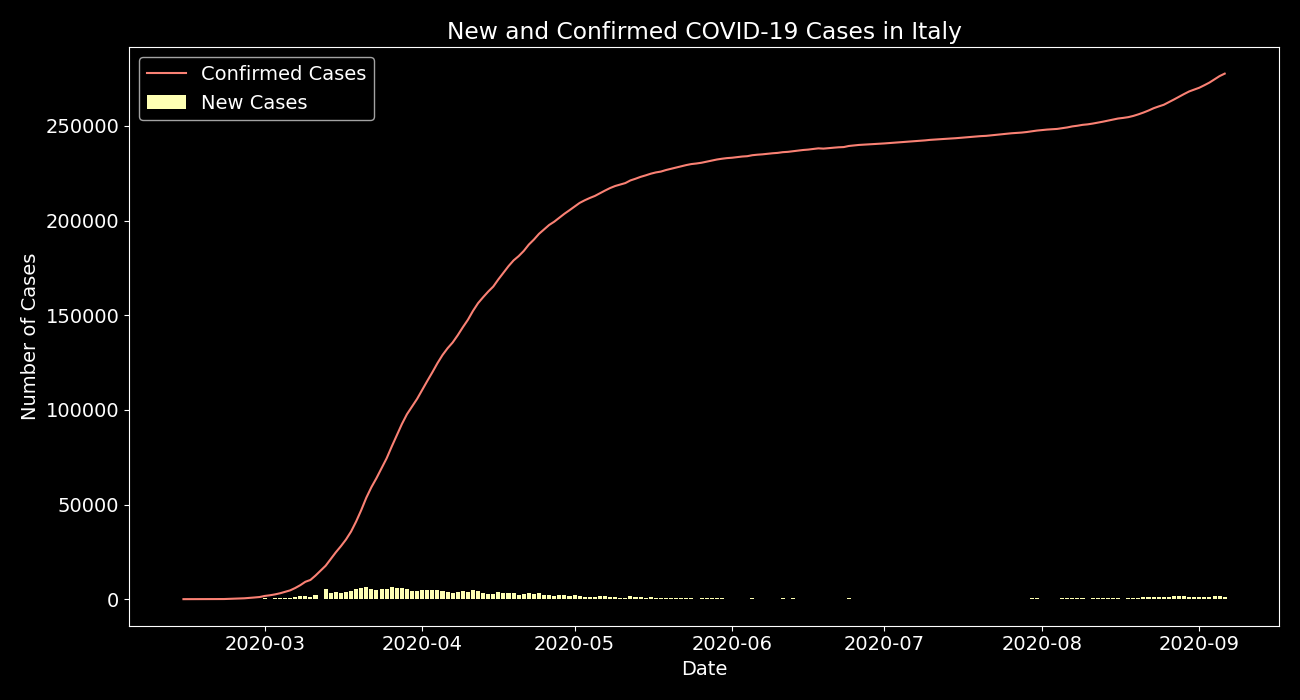 New and Confirmed COVID-19 Cases in Italy
Confirmed Cases
New Cases
Number of Cases
250000
200000
150000
100000
50000
0
2020-03
2020-04
2020-05
2020-06
2020-07
2020-08
2020-09
Date